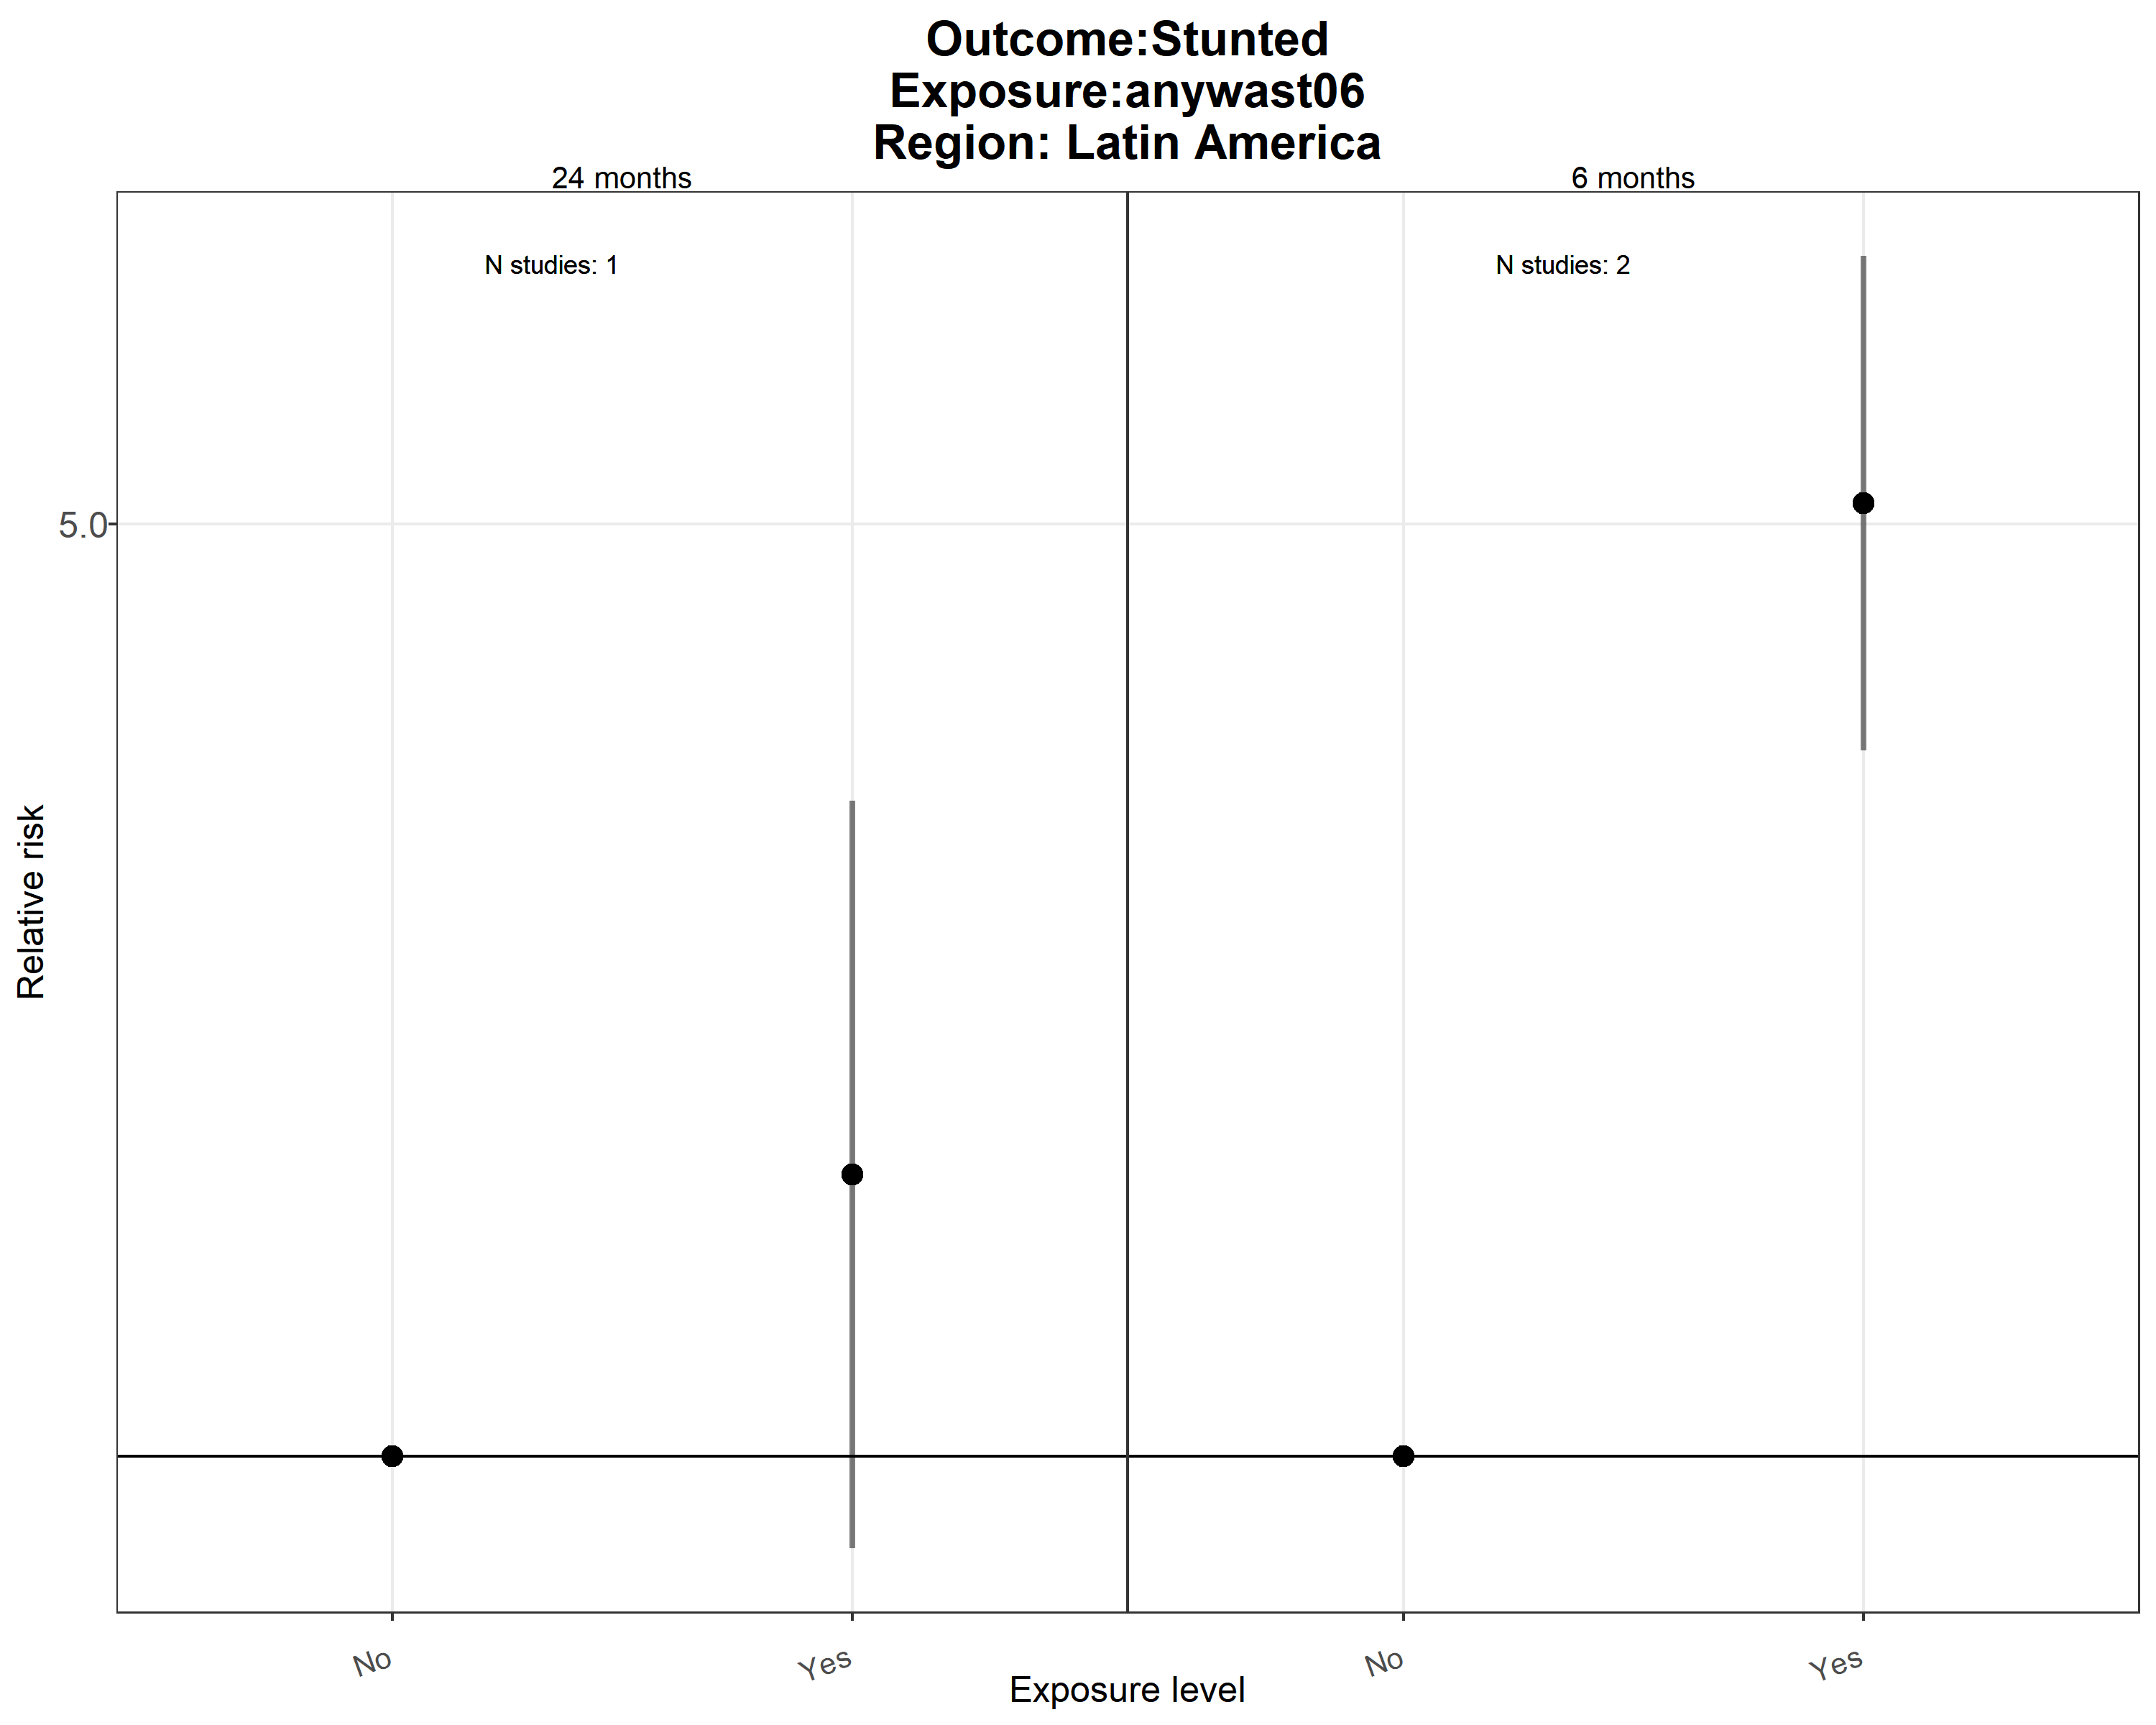 Outcome:Stunted
Exposure:anywast06
Region: Latin America
24 months
6 months
N studies: 1
N studies: 2
5.0
Relative risk
No
Yes
No
Yes
Exposure level